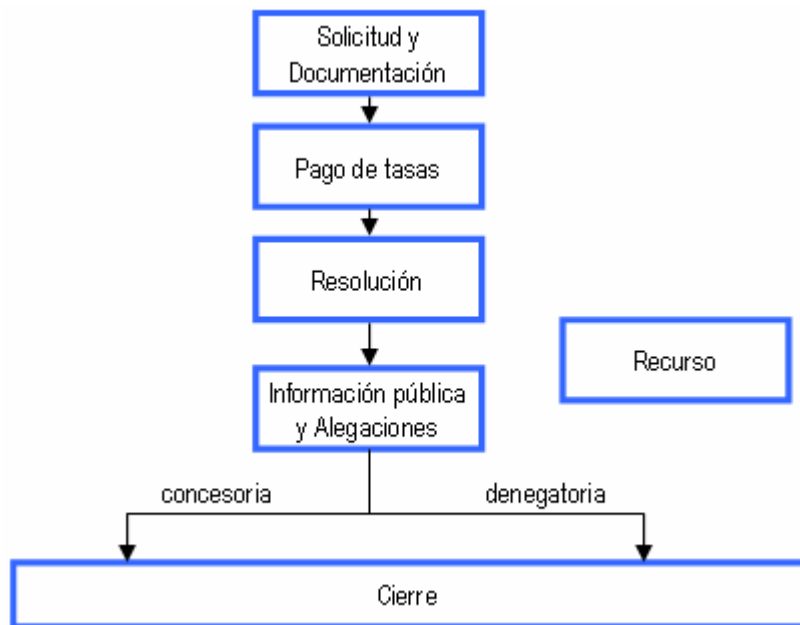 Solicitud y
Documentación
Pago de tasas
Resolución
Recurso
Información pública
y Alegaciones
concesoria
denegatoria
Cierre